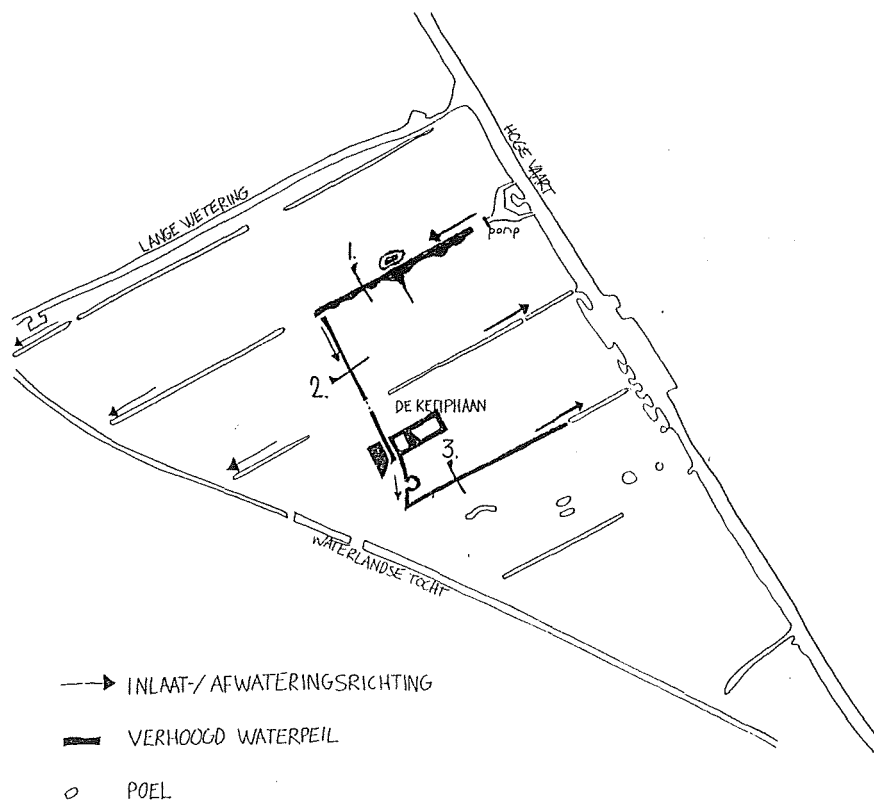 HOGE VAART
LANGE WETERING
pomp
1.
2.
DE KEMPHAAN
3.
WATERLANDSE TOCHT
INLAAT-/AFWATERINGSRICHTING
VERHOOGD WATERPEIL
POEL